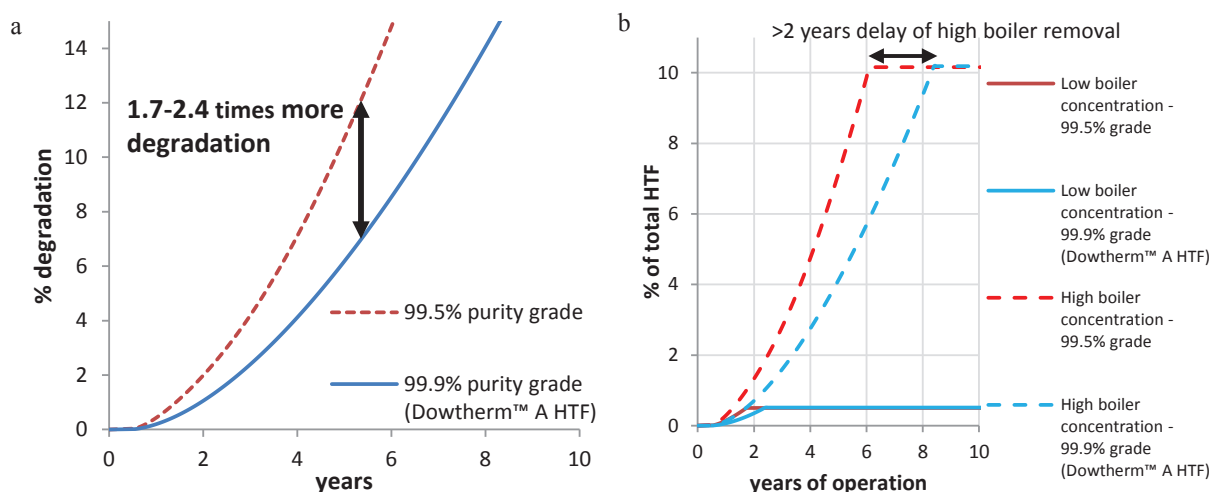 a
14
12
10
8
6
4
2
0
% degradation
1.7-2.4 times more
degradation
99.5% purity grade
99.9% purity grade
(Dowtherm™ A HTF)
0 2 4 6 8 10
years
b
>2 years delay of high boiler removal
10
8
6
4
2
0
% of total HTF
0 2 4 6 8 10
years of operation
Low boiler
concentration -
99.5% grade
Low boiler
concentration -
99.9% grade
(Dowtherm™ A HTF)
High boiler
concentration -
99.5% grade
High boiler
concentration -
99.9% grade
(Dowtherm™ A HTF)